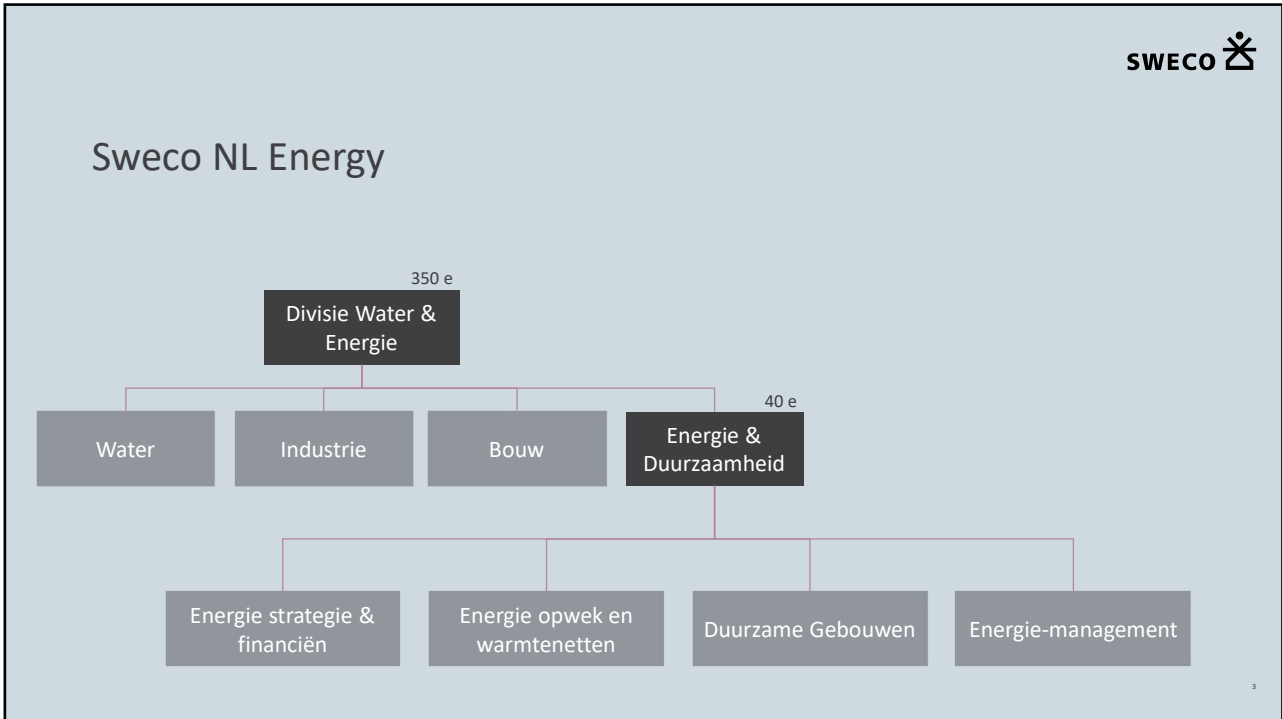 SWECO
Sweco NL Energy
350 e
Divisie Water &
Energie
40 e
Water
Industrie
Bouw
Energie &
Duurzaamheid
Energie strategie &
financiën
Energie opwek en
warmtenetten
Duurzame Gebouwen
Energie-management
3